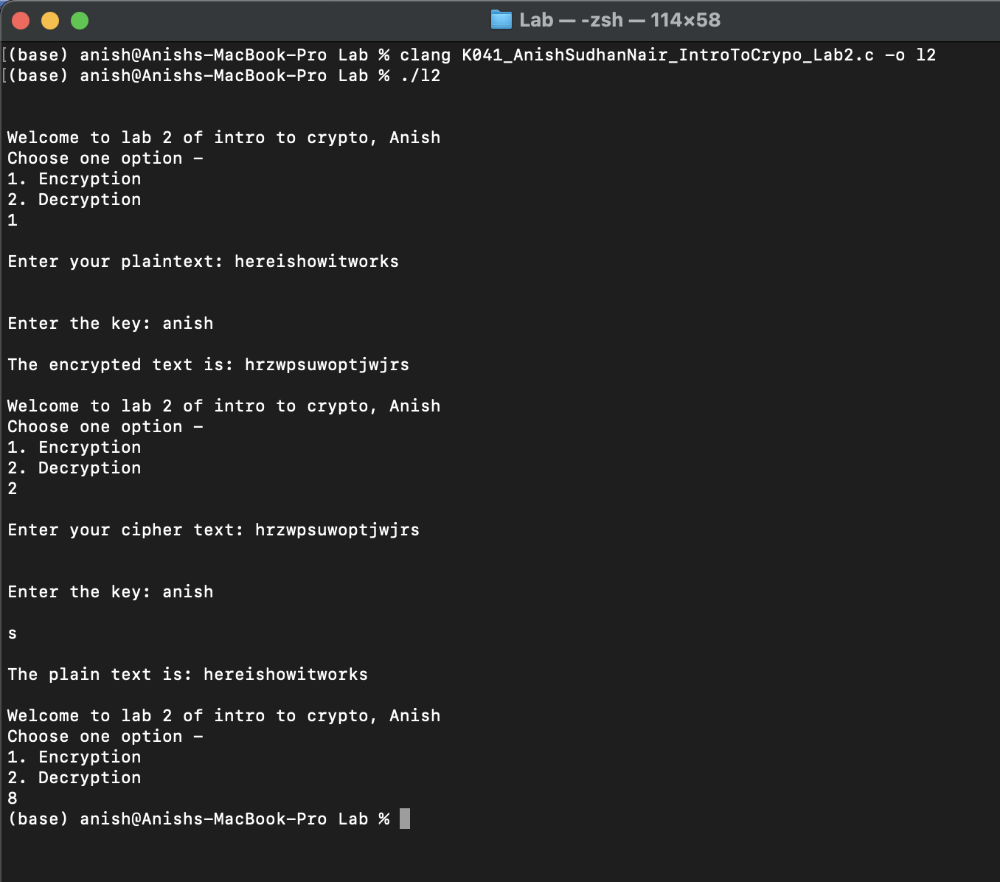 Lab — -zsh — 114×58
[(base) anish@Anishs-MacBook-Pro Lab % clang K041_AnishSudhanNair_IntroToCrypo_Lab2.c -o l2
[(base) anish@Anishs-MacBook-Pro Lab % ./l2
Welcome to lab 2 of intro to crypto, Anish
Choose one option -
1. Encryption
2. Decryption
1
Enter your plaintext: hereishowitworks
Enter the key: anish
The encrypted text is: hrzwpsuwoptjwjrs
Welcome to lab 2 of intro to crypto, Anish
Choose one option -
1. Encryption
2. Decryption
2
Enter your cipher text: hrzwpsuwoptjwjrs
Enter the key: anish
s
The plain text is: hereishowitworks
Welcome to lab 2 of intro to crypto, Anish
Choose one option -
1. Encryption
2. Decryption
8
(base) anish@Anishs-MacBook-Pro Lab %